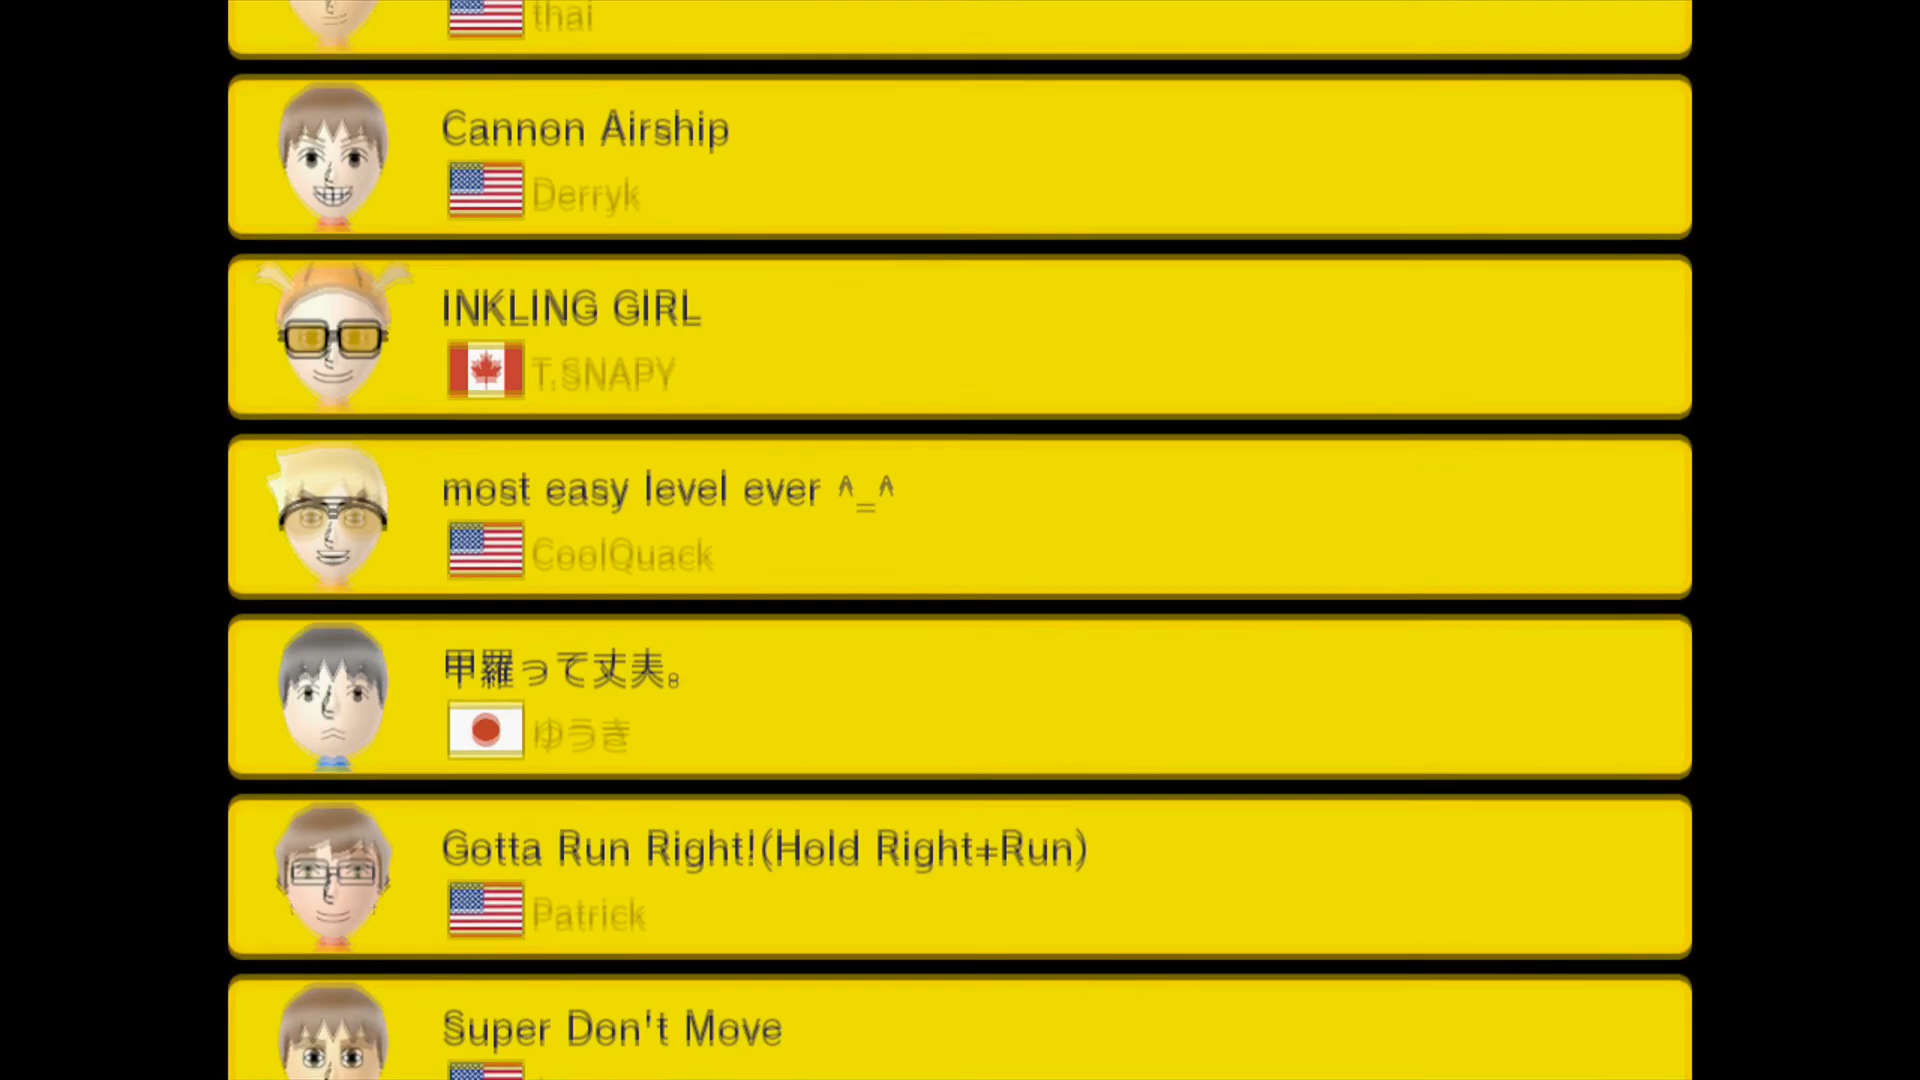 thai
Cannon Airship
Derryk
INKLING GIRL
T.SNAPY
most easy level ever ^_^
CoolQuack
甲羅って丈夫。
ゆうき
Gotta Run Right!(Hold Right+Run)
Patrick
Super Don't Move